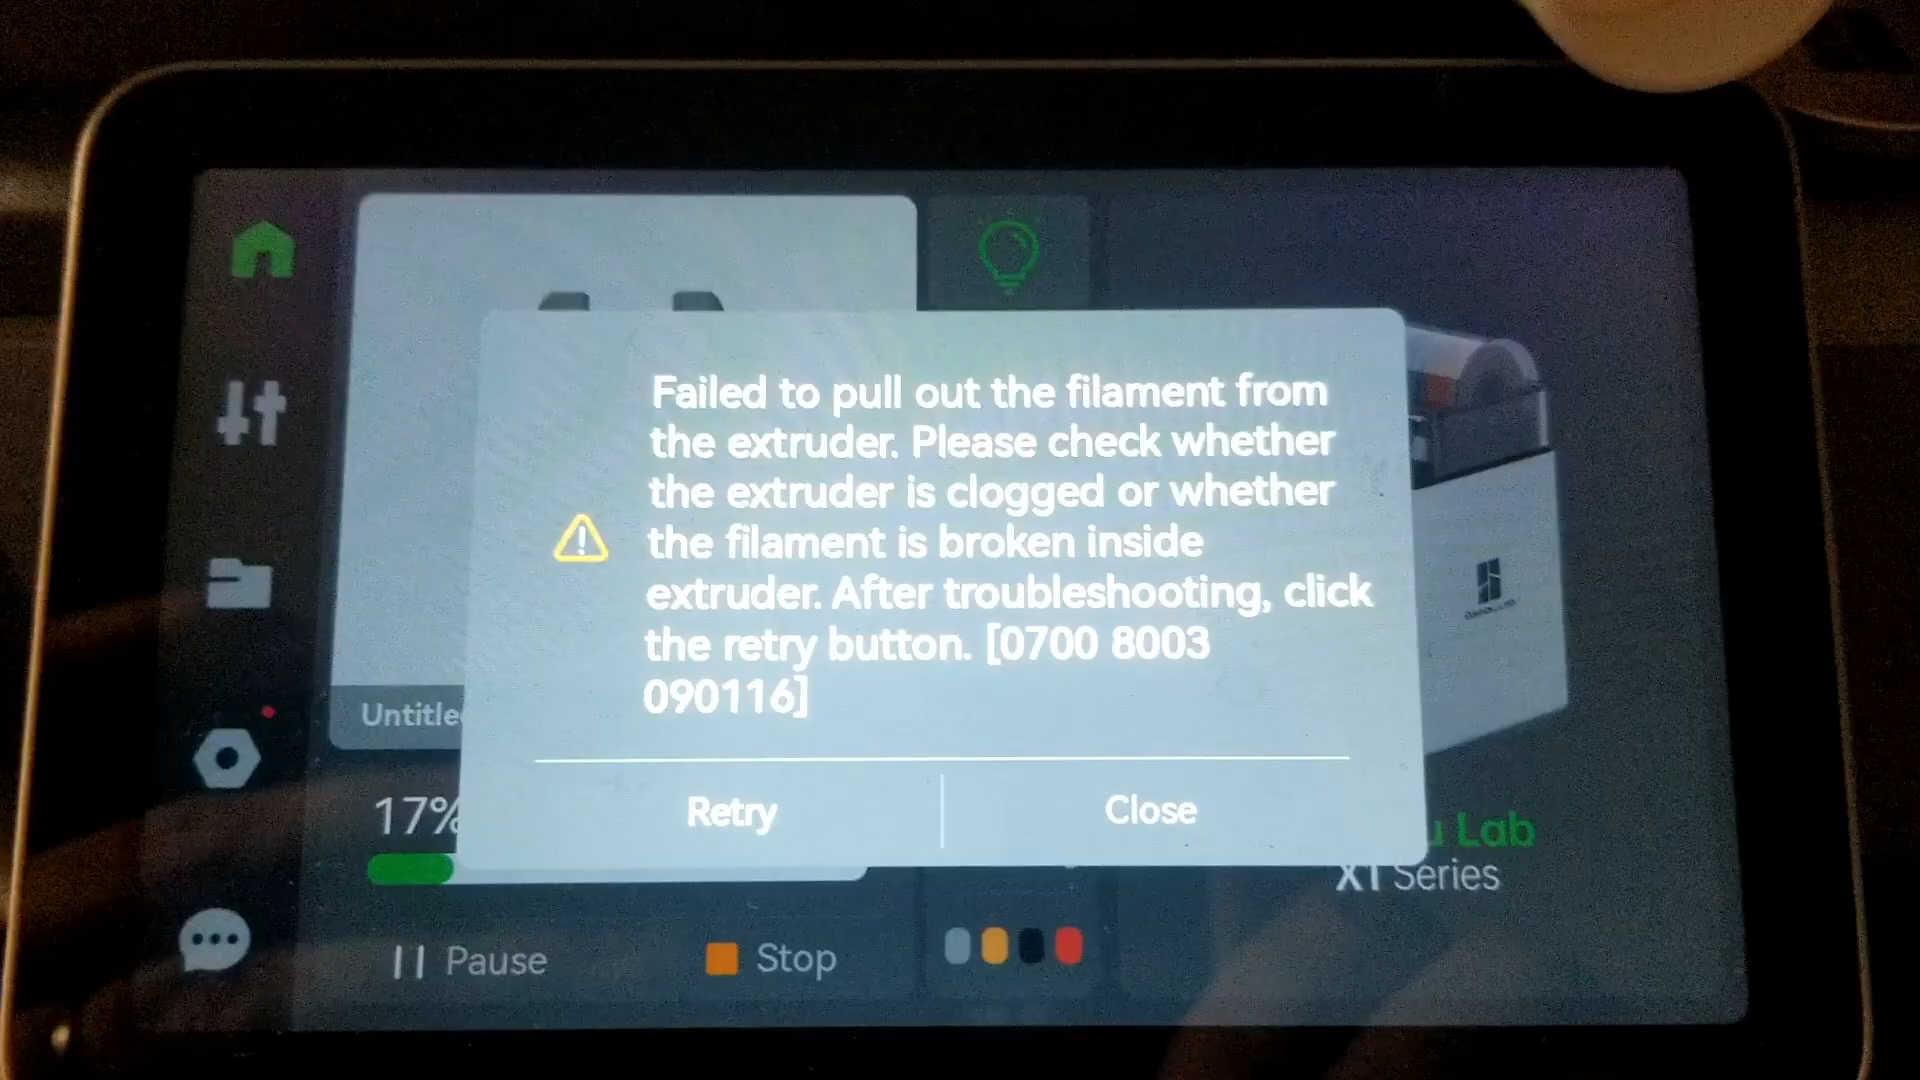 Failed to pull out the filament from
the extruder. Please check whether
the extruder is clogged or whether
the filament is broken inside
extruder. After troubleshooting, click
the retry button. [0700 8003
090116]
Retry
Close
17%
Lab
X1 Series
Pause
Stop